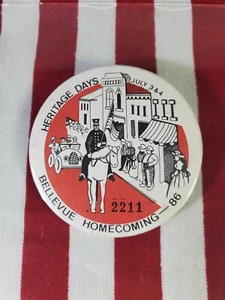 HERITAGE DAYS
JULY 3 & 4
2211
BELLEVUE HOMECOMING - 86